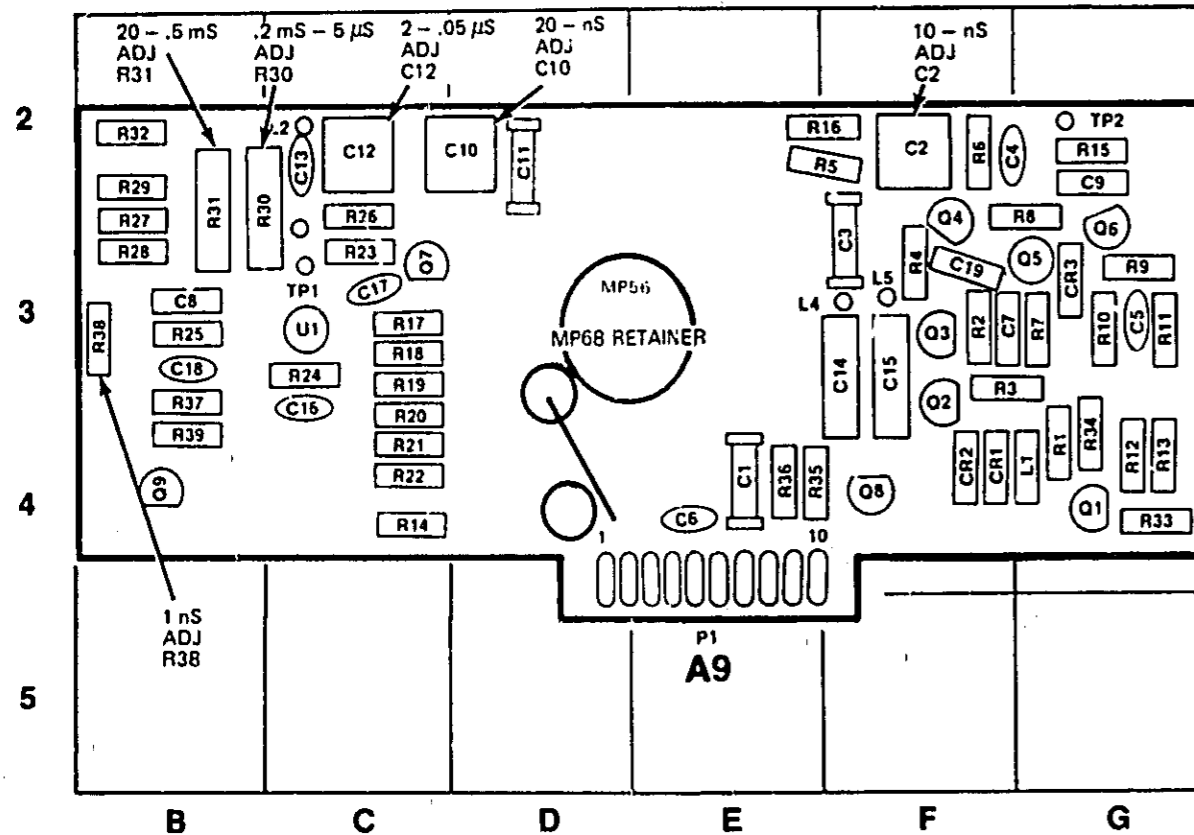 20 – .5 mS
ADJ
R31
.2 mS – 5 µS
ADJ
R30
2 – .05 µS
ADJ
C12
20 – nS
ADJ
C10
10 – nS
ADJ
C2
2
R32
R31
R30
C13
C12
C10
C11
R16
R5
C2
R6
C4
TP2
R15
C9
R29
R27
R28
R26
R23
Q7
C3
R4
Q4
C19
R8
Q5
Q6
CR3
R9
3
R38
C8
R25
C18
R37
R39
TP1
U1
C17
R24
C16
R17
R18
R19
R20
R21
R22
MP56
MP68 RETAINER
L4
L5
C14
C15
Q3
Q2
R2
C7
R7
R3
R10
C5
R11
4
Q9
R14
C6
C1
R36
R35
Q8
CR2
CR1
L1
R1
R34
R12
R13
Q1
R33
1
10
1 nS
ADJ
R38
P1
A9
5
B
C
D
E
F
G